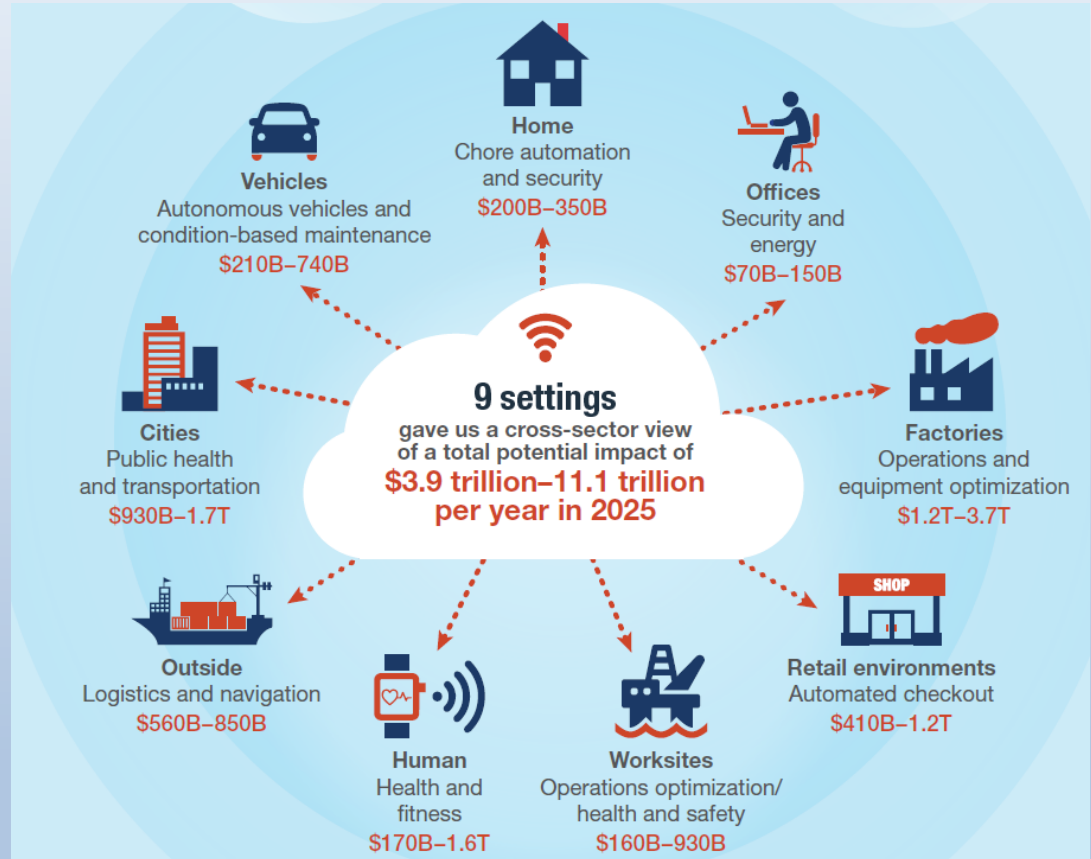 Home
Chore automation
and security
$200B–350B
Offices
Security and
energy
$70B–150B
Vehicles
Autonomous vehicles and
condition-based maintenance
$210B–740B
9 settings
gave us a cross-sector view
of a total potential impact of
$3.9 trillion–11.1 trillion
per year in 2025
Cities
Public health
and transportation
$930B–1.7T
Factories
Operations and
equipment optimization
$1.2T–3.7T
Outside
Logistics and navigation
$560B–850B
SHOP
Retail environments
Automated checkout
$410B–1.2T
Human
Health and
fitness
$170B–1.6T
Worksites
Operations optimization/
health and safety
$160B–930B